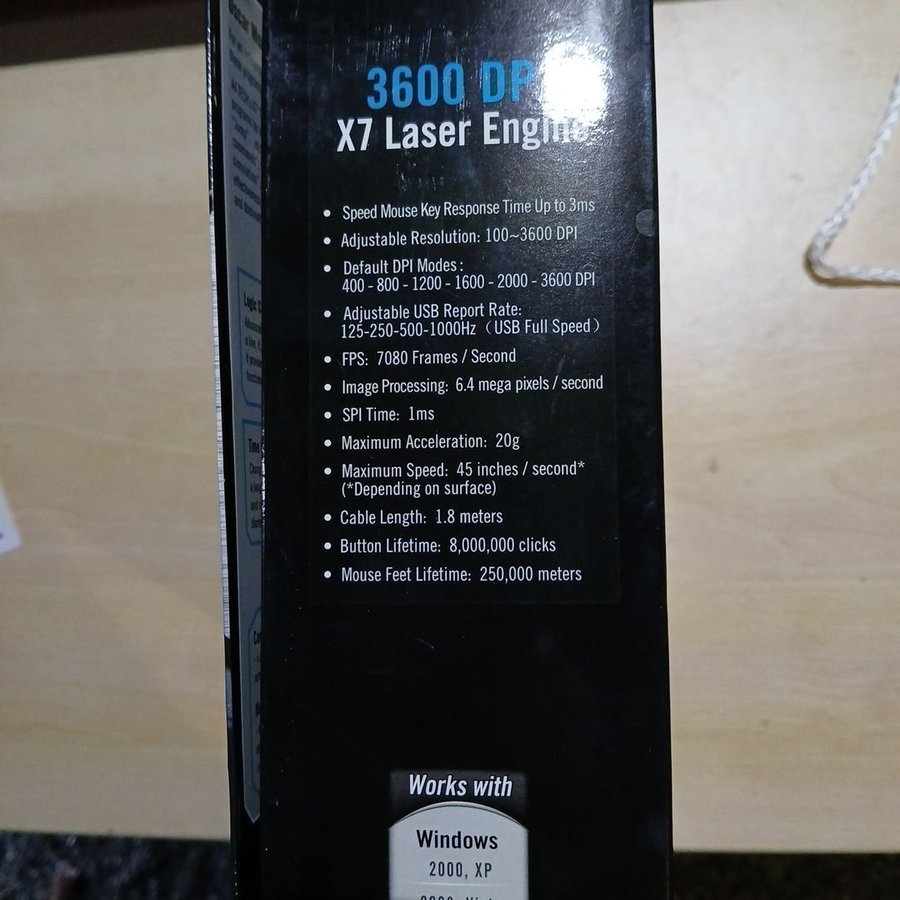 3600 DP
X7 Laser Engine
• Speed Mouse Key Response Time Up to 3ms
• Adjustable Resolution: 100~3600 DPI
• Default DPI Modes:
400 - 800 - 1200 - 1600 - 2000 - 3600 DPI
• Adjustable USB Report Rate:
125-250-500-1000Hz (USB Full Speed)
• FPS: 7080 Frames / Second
• Image Processing: 6.4 mega pixels / second
• SPI Time: 1ms
• Maximum Acceleration: 20g
• Maximum Speed: 45 inches / second*
(*Depending on surface)
• Cable Length: 1.8 meters
• Button Lifetime: 8,000,000 clicks
• Mouse Feet Lifetime: 250,000 meters
Works with
Windows
2000, XP